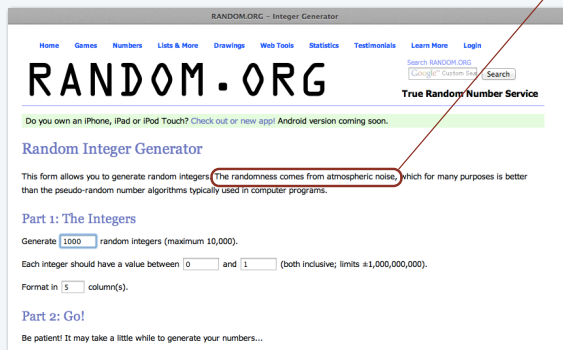 RANDOM.ORG – Integer Generator
Home Games Numbers Lists & More Drawings Web Tools Statistics Testimonials Learn More Login
Search RANDOM.ORG
RANDOM.ORG
Google™ Custom Sea Search
True Random Number Service
Do you own an iPhone, iPad or iPod Touch? Check out or new app! Android version coming soon.
Random Integer Generator
This form allows you to generate random integers. The randomness comes from atmospheric noise, which for many purposes is better
than the pseudo-random number algorithms typically used in computer programs.
Part 1: The Integers
Generate 1000 random integers (maximum 10,000).
Each integer should have a value between 0 and 1 (both inclusive; limits ±1,000,000,000).
Format in 5 column(s).
Part 2: Go!
Be patient! It may take a little while to generate your numbers...